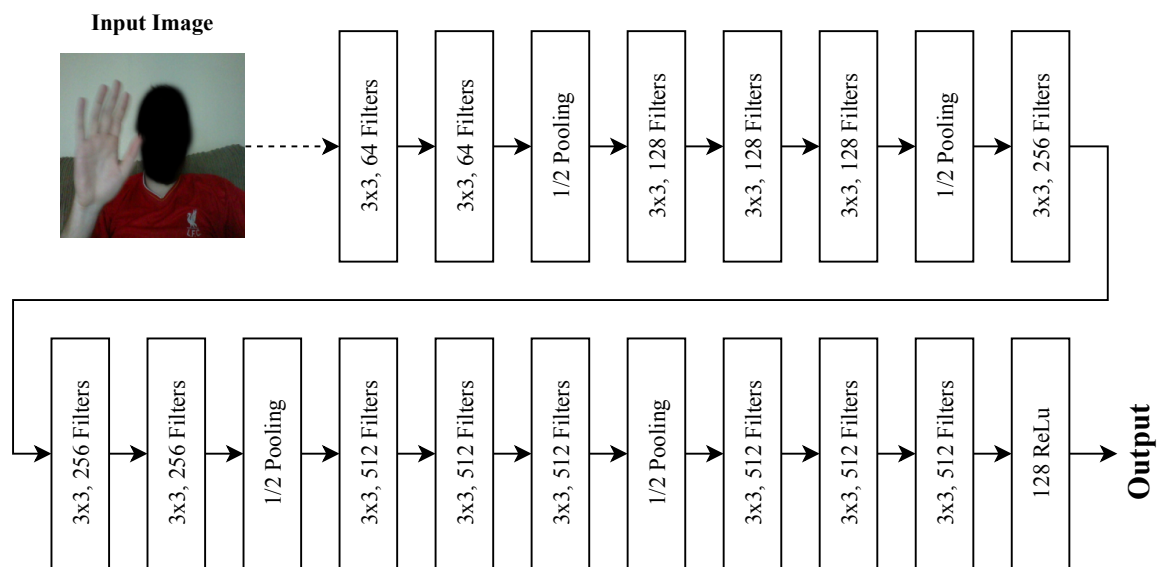 Input Image
LFC
3x3, 64 Filters
3x3, 64 Filters
1/2 Pooling
3x3, 128 Filters
3x3, 128 Filters
3x3, 128 Filters
1/2 Pooling
3x3, 256 Filters
3x3, 256 Filters
3x3, 256 Filters
1/2 Pooling
3x3, 512 Filters
3x3, 512 Filters
3x3, 512 Filters
1/2 Pooling
3x3, 512 Filters
3x3, 512 Filters
3x3, 512 Filters
128 ReLu
Output